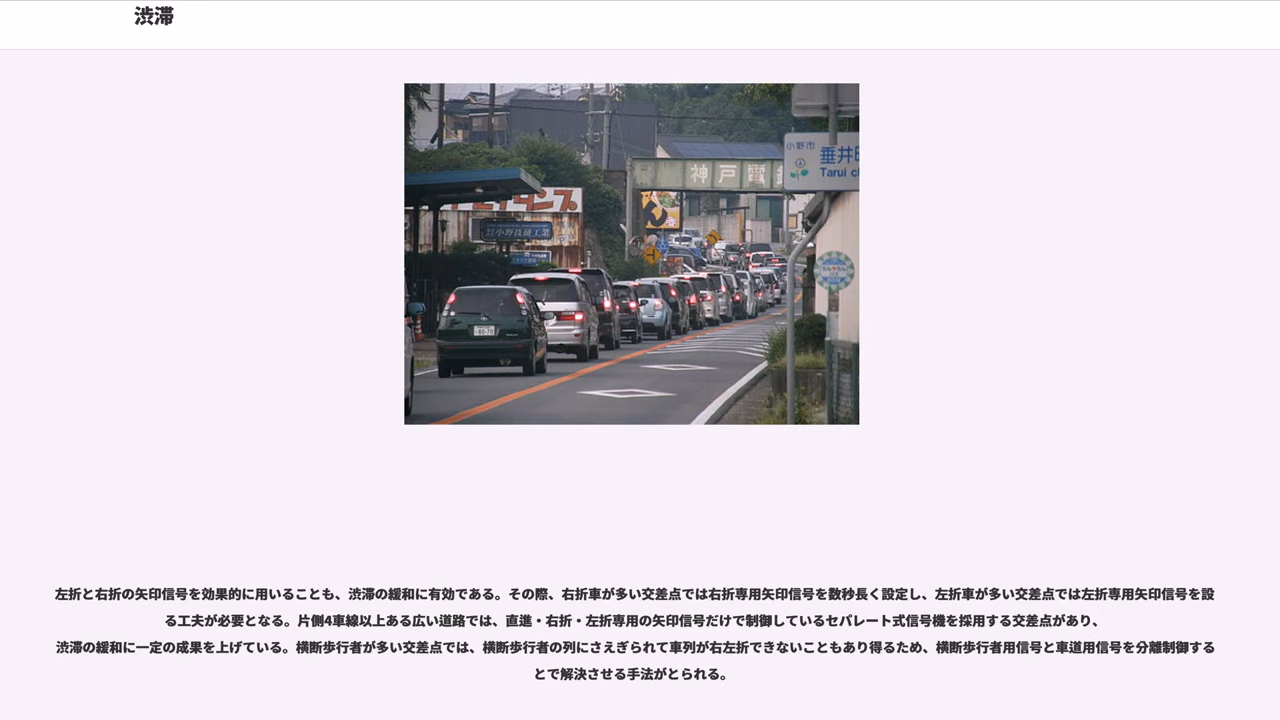 渋滞
小野市
垂井町
Tarui c
神戸電鉄
小野技研工業
80-70
左折と右折の矢印信号を効果的に用いることも、渋滞の緩和に有効である。その際、右折車が多い交差点では右折専用矢印信号を数秒長く設定し、左折車が多い交差点では左折専用矢印信号を設
る工夫が必要となる。片側4車線以上ある広い道路では、直進・右折・左折専用の矢印信号だけで制御しているセパレート式信号機を採用する交差点があり、
渋滞の緩和に一定の成果を上げている。横断歩行者が多い交差点では、横断歩行者の列にさえぎられて車列が右左折できないこともあり得るため、横断歩行者用信号と車道用信号を分離制御する
とで解決させる手法がとられる。